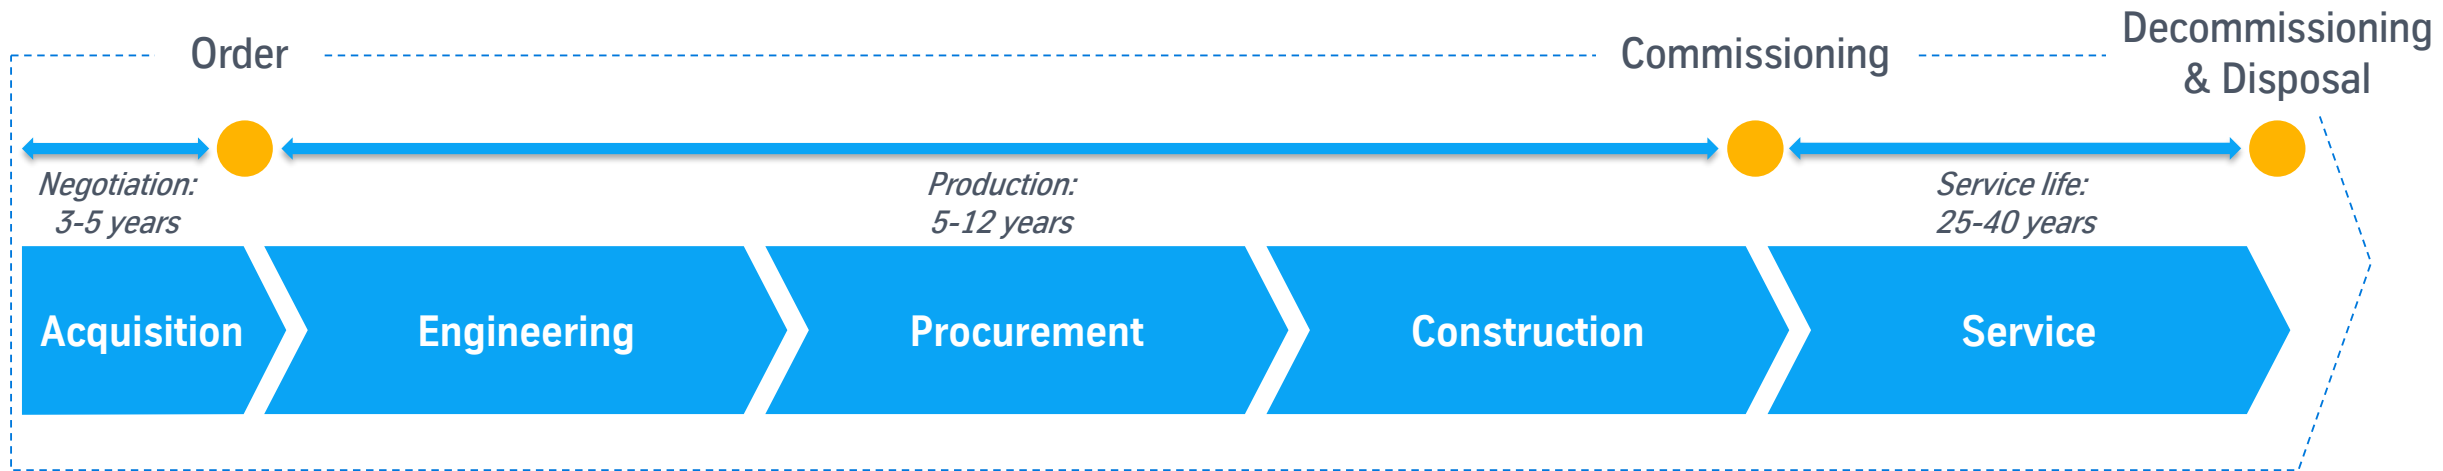 Order
Commissioning
Decommissioning
& Disposal
Negotiation:
3-5 years
Production:
5-12 years
Service life:
25-40 years
Acquisition
Engineering
Procurement
Construction
Service